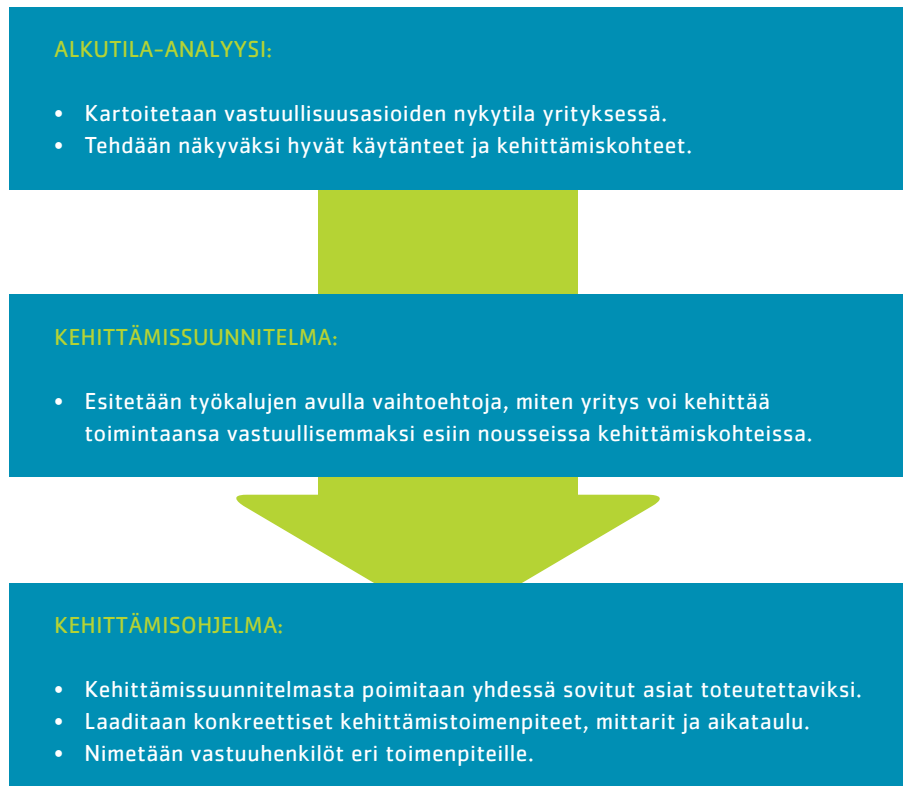 ALKUTILA-ANALYYSI:
• Kartoitetaan vastuullisuusasioiden nykytila yrityksessä.
• Tehdään näkyväksi hyvät käytänteet ja kehittämiskohteet.
KEHITTÄMISSUUNNITELMA:
• Esitetään työkalujen avulla vaihtoehtoja, miten yritys voi kehittää
toimintaansa vastuullisemmaksi esiin nousseissa kehittämiskohteissa.
KEHITTÄMISOHJELMA:
• Kehittämissuunnitelmasta poimitaan yhdessä sovitut asiat toteutettaviksi.
• Laaditaan konkreettiset kehittämistoimenpiteet, mittarit ja aikataulu.
• Nimetään vastuuhenkilöt eri toimenpiteille.